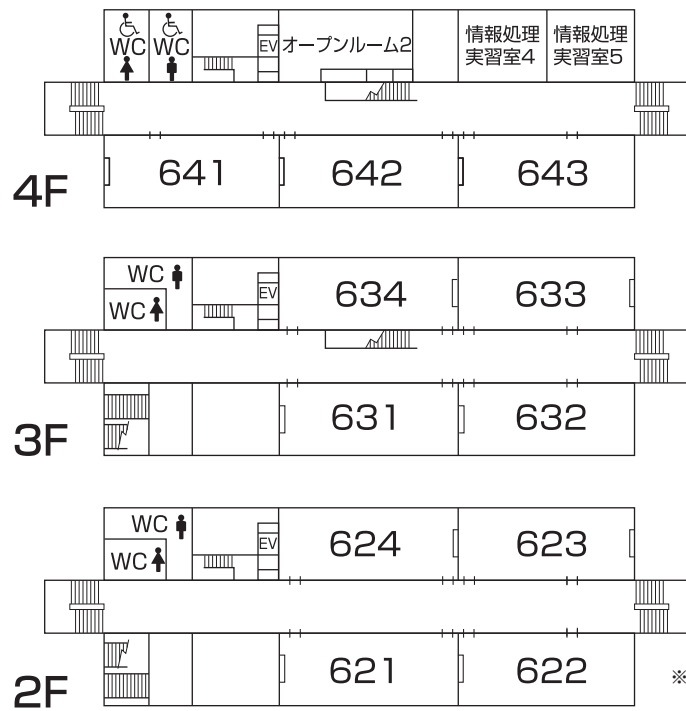 WC
WC
EV
オープンルーム2
情報処理
実習室4
情報処理
実習室5
641
642
643
4F
WC
WC
EV
634
633
631
632
3F
WC
WC
EV
624
623
621
622
2F
※